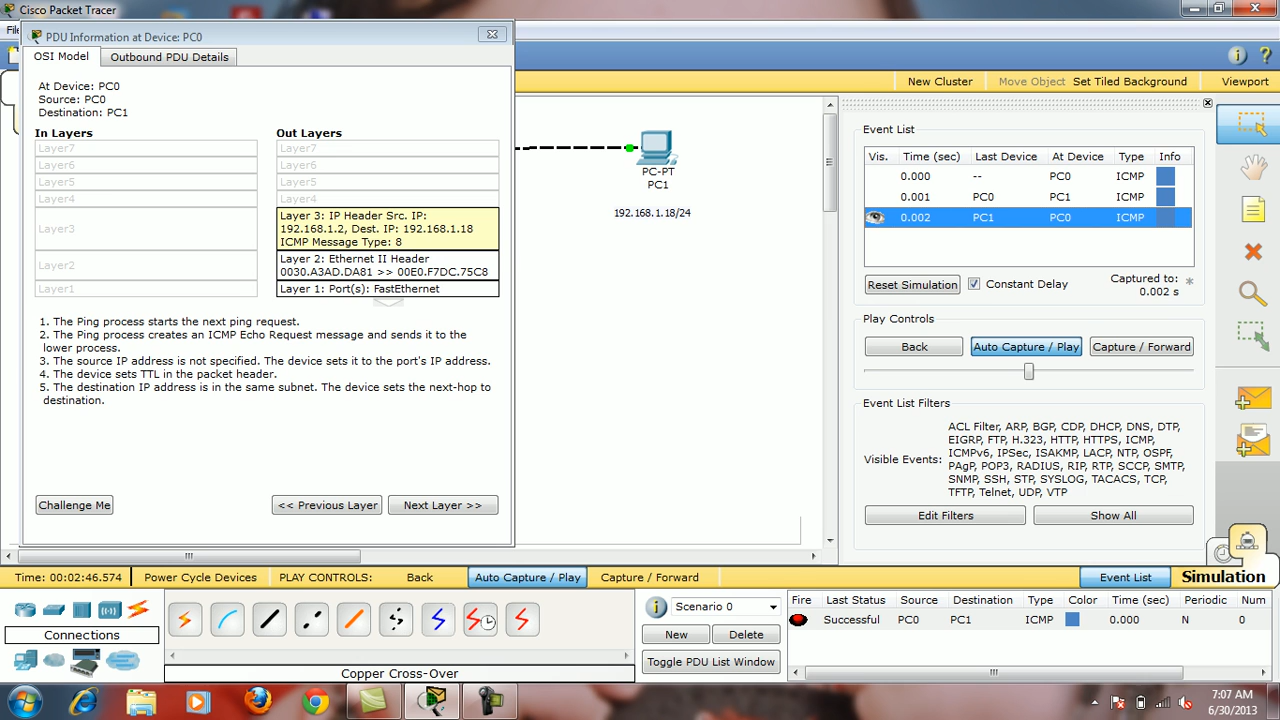 Cisco Packet Tracer
Fil
PDU Information at Device: PC0
OSI Model
Outbound PDU Details
At Device: PC0
Source: PC0
Destination: PC1
In Layers
Out Layers
Layer7
Layer6
Layer5
Layer4
Layer3
Layer2
Layer1
Layer7
Layer6
Layer5
Layer4
Layer 3: IP Header Src. IP:
192.168.1.2, Dest. IP: 192.168.1.18
ICMP Message Type: 8
Layer 2: Ethernet II Header
0030.A3AD.DA81 >> 00E0.F7DC.75C8
Layer 1: Port(s): FastEthernet
1. The Ping process starts the next ping request.
2. The Ping process creates an ICMP Echo Request message and sends it to the
lower process.
3. The source IP address is not specified. The device sets it to the port's IP address.
4. The device sets TTL in the packet header.
5. The destination IP address is in the same subnet. The device sets the next-hop to
destination.
Challenge Me
<< Previous Layer
Next Layer >>
New Cluster
Move Object
Set Tiled Background
Viewport
PC-PT
PC1
192.168.1.18/24
Event List
Vis. Time (sec) Last Device At Device Type Info
0.000 -- PC0 ICMP
0.001 PC0 PC1 ICMP
0.002 PC1 PC0 ICMP
Reset Simulation
Constant Delay
Captured to:
0.002 s
*
Play Controls
Back
Auto Capture / Play
Capture / Forward
Event List Filters
Visible Events:
ACL Filter, ARP, BGP, CDP, DHCP, DNS, DTP,
EIGRP, FTP, H.323, HTTP, HTTPS, ICMP,
ICMPv6, IPSec, ISAKMP, LACP, NTP, OSPF,
PAgP, POP3, RADIUS, RIP, RTP, SCCP, SMTP,
SNMP, SSH, STP, SYSLOG, TACACS, TCP,
TFTP, Telnet, UDP, VTP
Edit Filters
Show All
Time: 00:02:46.574
Power Cycle Devices
PLAY CONTROLS:
Back
Auto Capture / Play
Capture / Forward
Event List
Simulation
Connections
Copper Cross-Over
Scenario 0
New
Delete
Toggle PDU List Window
Fire Last Status Source Destination Type Color Time (sec) Periodic Num
Successful PC0 PC1 ICMP 0.000 N 0
7:07 AM
6/30/2013